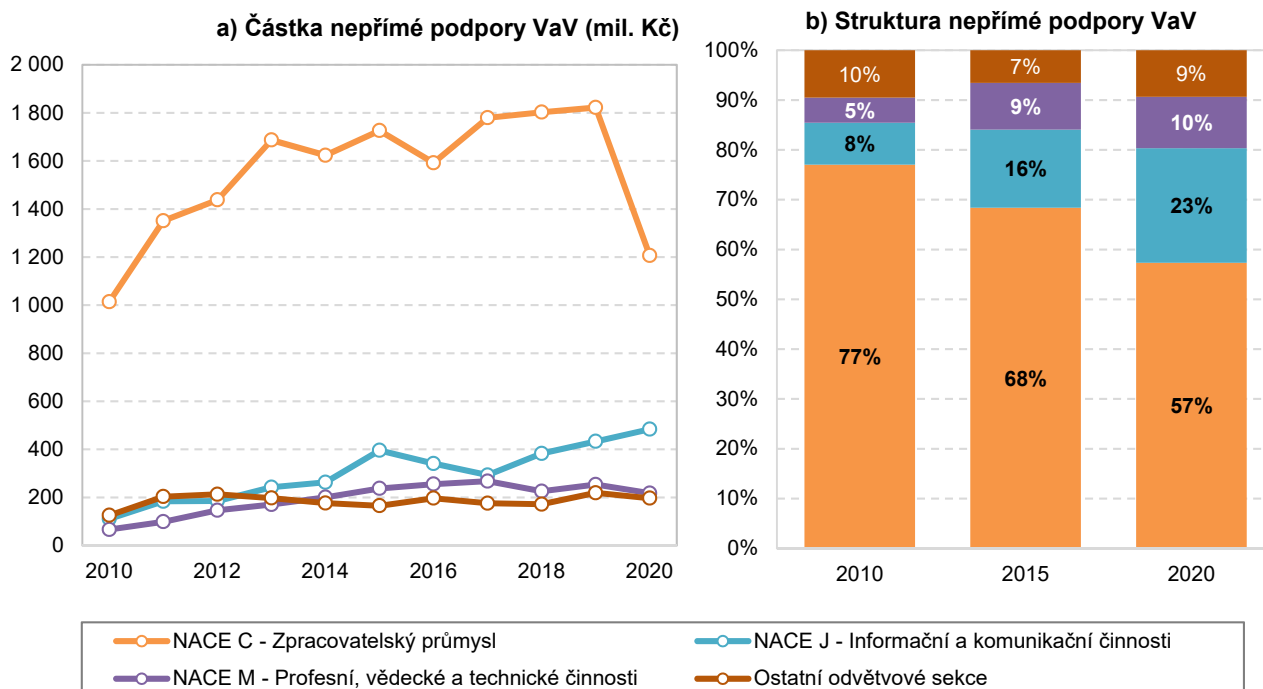 a) Částka nepřímé podpory VaV (mil. Kč)
2 000
1 800
1 600
1 400
1 200
1 000
800
600
400
200
0
2010 2012 2014 2016 2018 2020
b) Struktura nepřímé podpory VaV
100%
90%
80%
70%
60%
50%
40%
30%
20%
10%
0%
10% 7% 9%
5% 9% 10%
8% 16% 23%
77% 68% 57%
2010 2015 2020
NACE C - Zpracovatelský průmysl
NACE J - Informační a komunikační činnosti
NACE M - Profesní, vědecké a technické činnosti
Ostatní odvětvové sekce